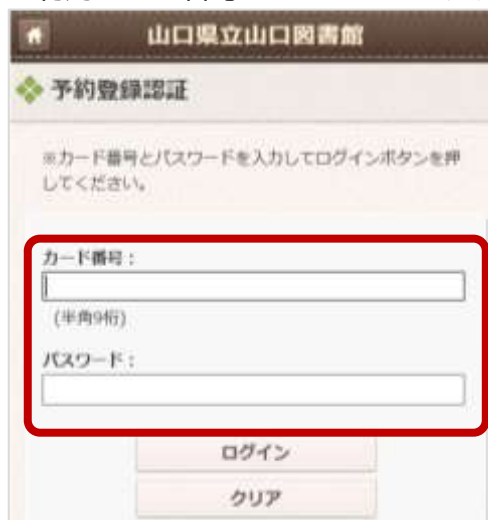 山口県立山口図書館
予約登録認証
※カード番号とパスワードを入力してログインボタンを押
してください。
カード番号：
(半角9桁)
パスワード：
ログイン
クリア